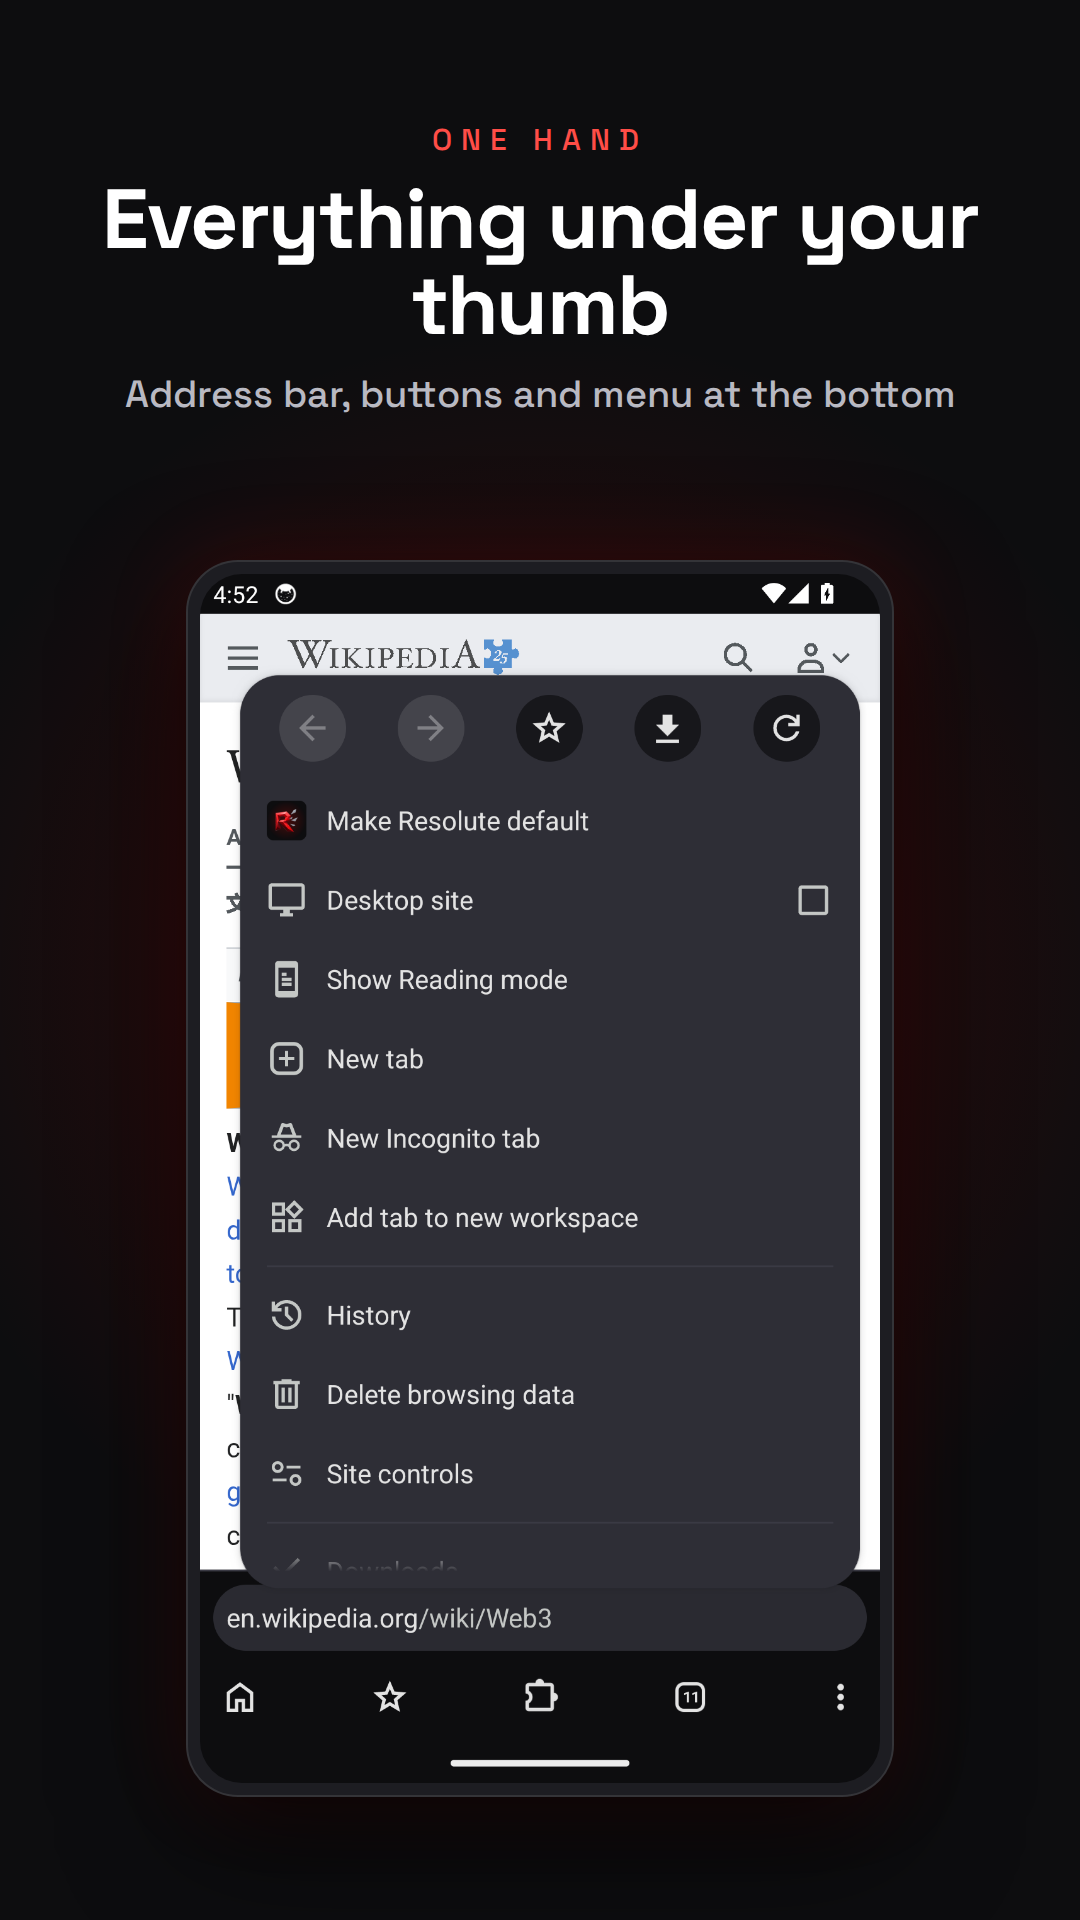 ONE HAND
Everything under your
thumb
Address bar, buttons and menu at the bottom
4:52
WIKIPEDIA 25
Make Resolute default
Desktop site
Show Reading mode
New tab
New Incognito tab
Add tab to new workspace
History
Delete browsing data
Site controls
Downloads
en.wikipedia.org/wiki/Web3
11